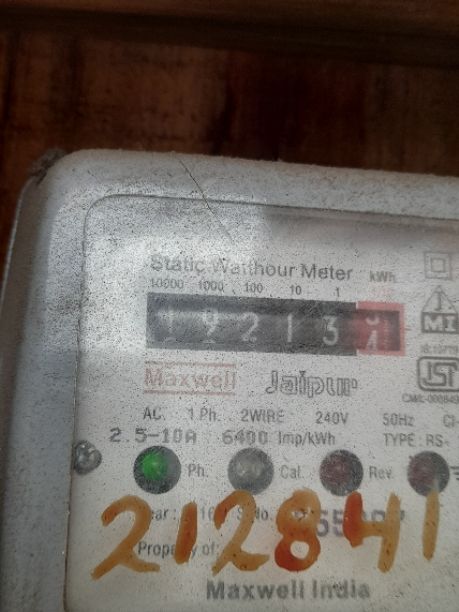 Static Watthour Meter kWh
10000 1000 100 10 1
1 9 2 1 3
Maxwell Jaipur
AC. 1 Ph. 2WIRE 240V 50Hz
2.5-10A 6400 Imp/kWh TYPE : RS-
Ph. Cal. Rev.
212841
Property of:
Maxwell India